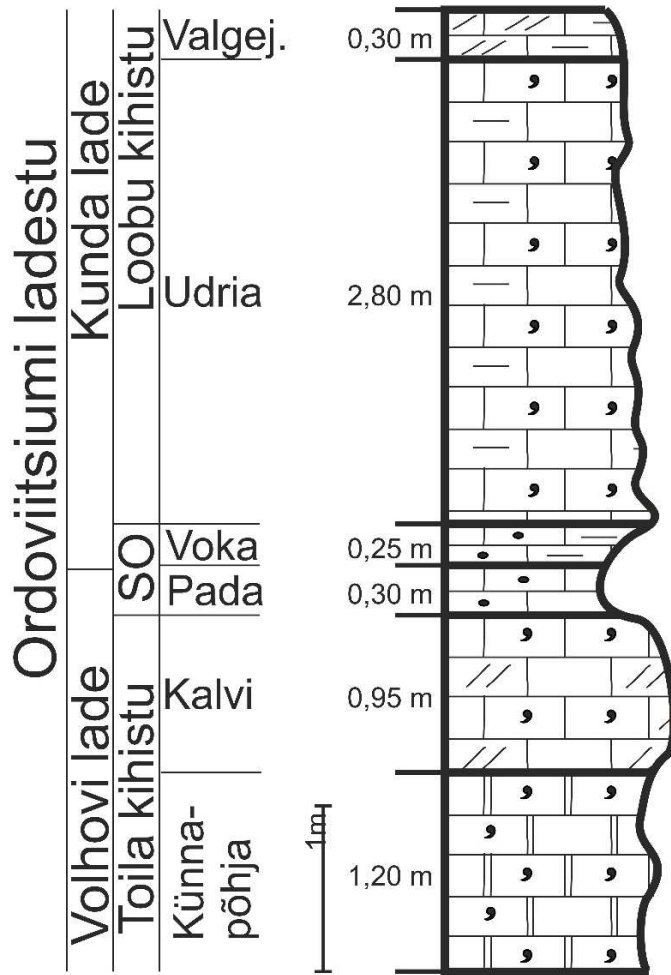 Ordoviitsiumi ladestu
Kunda lade
Volhovi lade
Loobu kihistu
SO
Toila kihistu
Valgej.
0,30 m
Udria
2,80 m
Voka
0,25 m
Pada
0,30 m
Kalvi
0,95 m
Künna-
põhja
1,20 m
1m